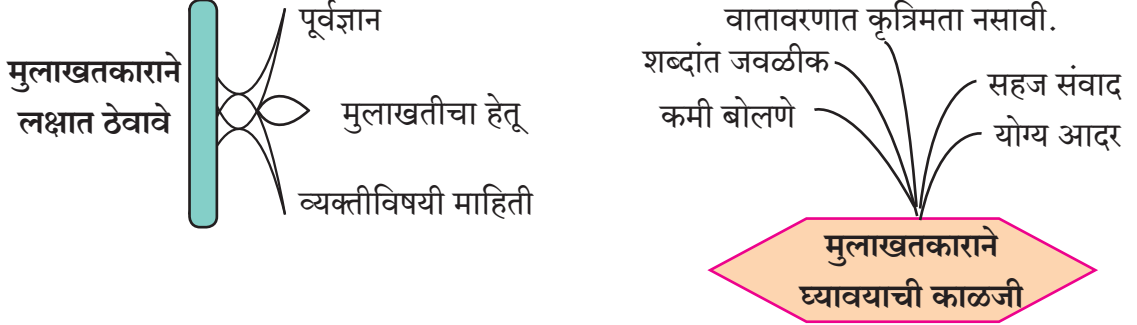 मुलाखतकाराने
लक्षात ठेवावे
पूर्वज्ञान
मुलाखतीचा हेतू
व्यक्तीविषयी माहिती
वातावरणात कृत्रिमता नसावी.
शब्दांत जवळीक
कमी बोलणे
सहज संवाद
योग्य आदर
मुलाखतकाराने
घ्यावयाची काळजी